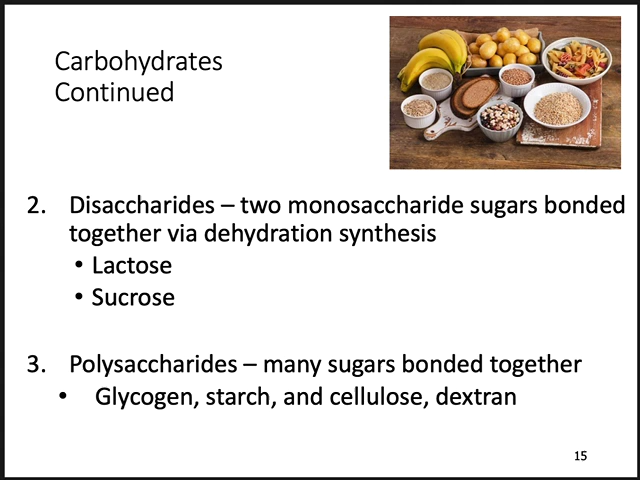 Carbohydrates
Continued
2. Disaccharides – two monosaccharide sugars bonded
together via dehydration synthesis
• Lactose
• Sucrose
3. Polysaccharides – many sugars bonded together
• Glycogen, starch, and cellulose, dextran
15